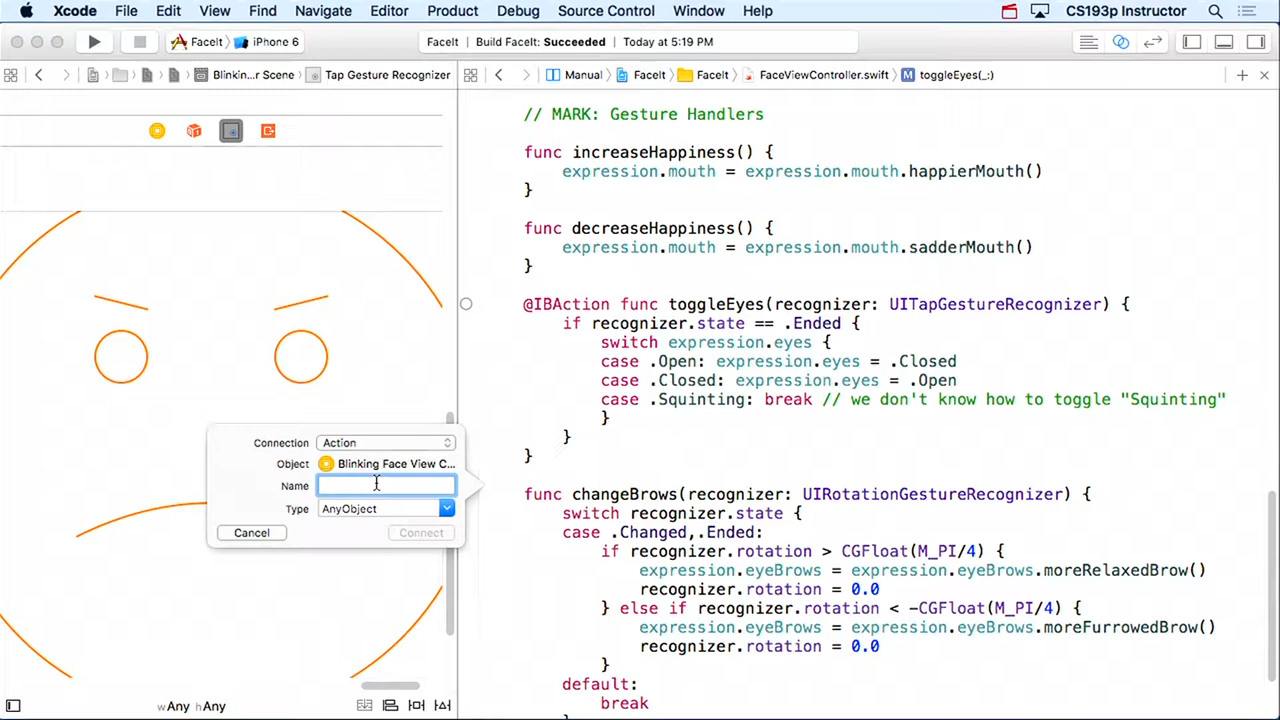 Xcode File Edit View Find Navigate Editor Product Debug Source Control Window Help CS193p Instructor
FaceIt iPhone 6 FaceIt Build FaceIt: Succeeded Today at 5:19 PM
Blinkin...r Scene Tap Gesture Recognizer Manual FaceIt FaceIt FaceViewController.swift M toggleEyes(_:)
// MARK: Gesture Handlers
func increaseHappiness() {
expression.mouth = expression.mouth.happierMouth()
}
func decreaseHappiness() {
expression.mouth = expression.mouth.sadderMouth()
}
@IBAction func toggleEyes(recognizer: UITapGestureRecognizer) {
if recognizer.state == .Ended {
switch expression.eyes {
case .Open: expression.eyes = .Closed
case .Closed: expression.eyes = .Open
case .Squinting: break // we don't know how to toggle "Squinting"
}
}
}
Connection Action
Object Blinking Face View C...
Name
Type AnyObject
Cancel Connect
func changeBrows(recognizer: UIRotationGestureRecognizer) {
switch recognizer.state {
case .Changed,.Ended:
if recognizer.rotation > CGFloat(M_PI/4) {
expression.eyeBrows = expression.eyeBrows.moreRelaxedBrow()
recognizer.rotation = 0.0
} else if recognizer.rotation < -CGFloat(M_PI/4) {
expression.eyeBrows = expression.eyeBrows.moreFurrowedBrow()
recognizer.rotation = 0.0
}
default:
break
wAny hAny